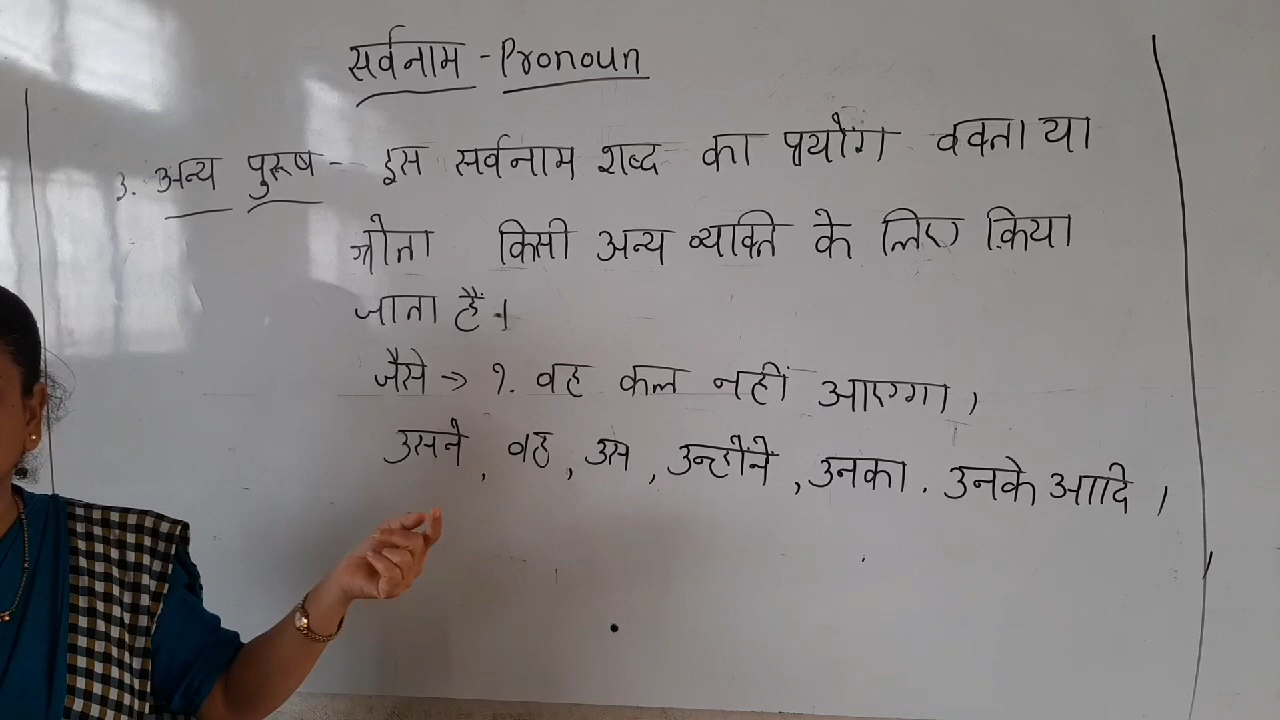 सर्वनाम - Pronoun
3. अन्य पुरूष - इस सर्वनाम शब्द का प्रयोग वक्ता या
श्रोता किसी अन्य व्यक्ति के लिए किया
जाता हैं।
जैसे → १. वह कल नहीं आएगा।
उसने, वह, उस, उन्होंने, उनका. उनके आदि।